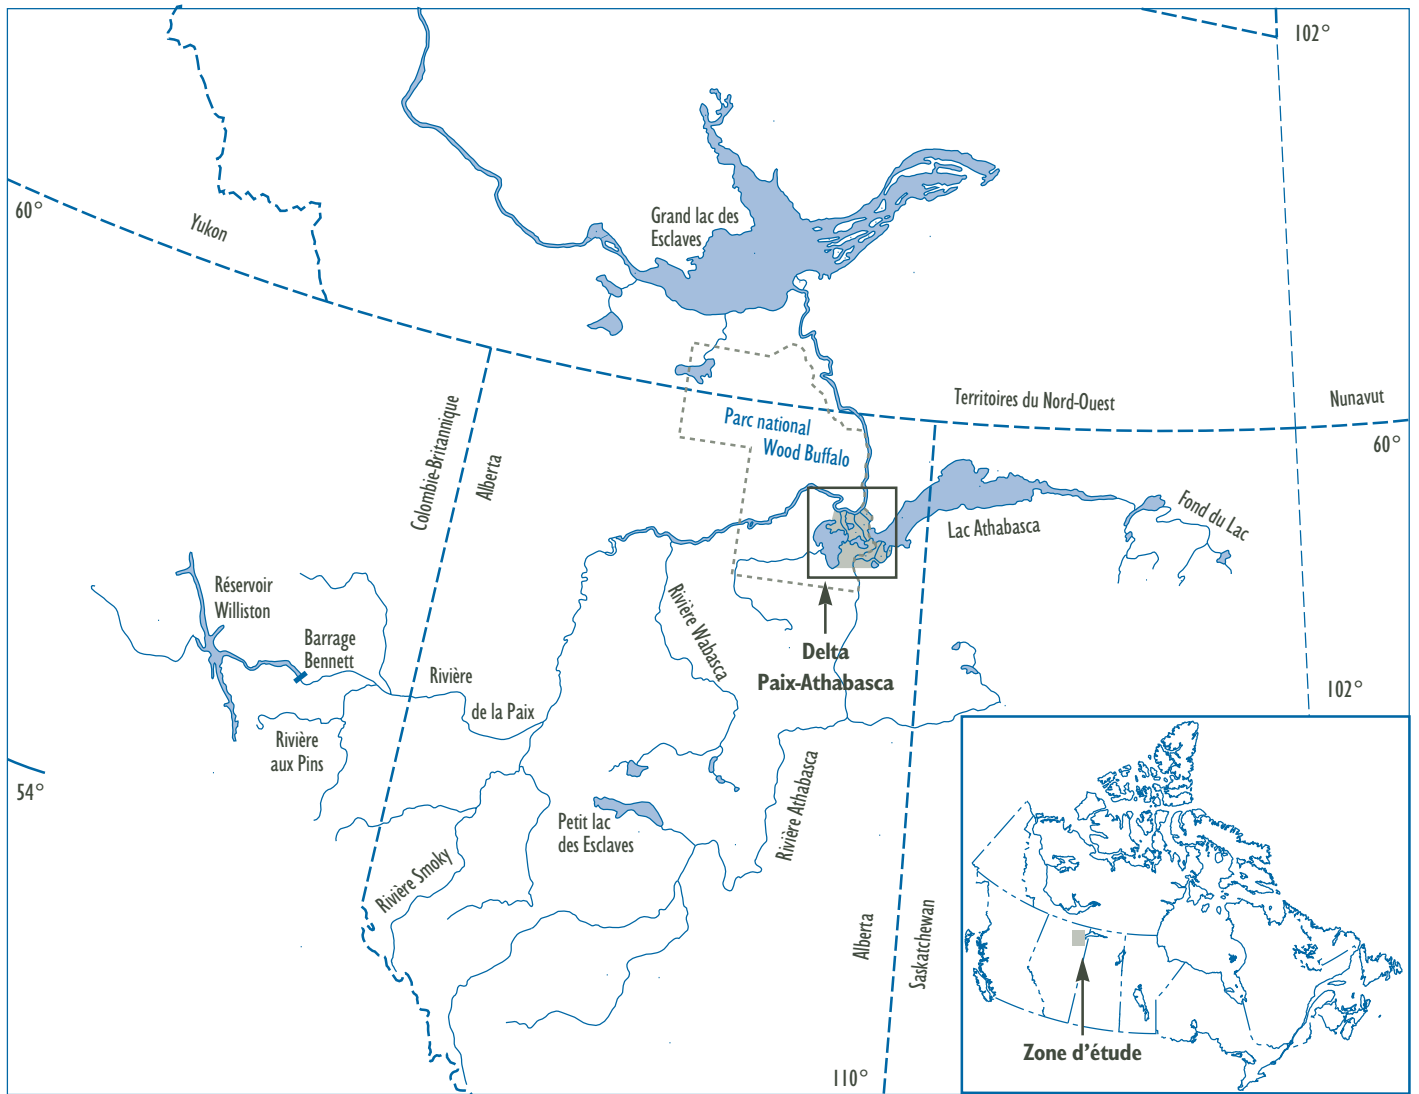 102°
60°
Yukon
Grand lac des
Esclaves
Territoires du Nord-Ouest
Nunavut
60°
Parc national
Wood Buffalo
Colombie-Britannique
Alberta
Lac Athabasca
Fond du Lac
Réservoir
Williston
Barrage
Bennett
Rivière
de la Paix
Rivière Wabasca
Delta
Paix-Athabasca
102°
Rivière
aux Pins
54°
Petit lac
des Esclaves
Rivière Athabasca
Rivière Smoky
Alberta
Saskatchewan
110°
Zone d'étude